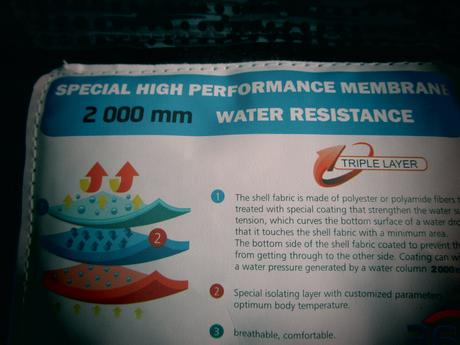 SPECIAL HIGH PERFORMANCE MEMBRANE
2 000 mm WATER RESISTANCE
TRIPLE LAYER
1 The shell fabric is made of polyester or polyamide fibers
treated with special coating that strengthen the water
tension, which curves the bottom surface of a water
that it touches the shell fabric with a minimum area.
The bottom side of the shell fabric coated to prevent
from getting through to the other side. Coating can
a water pressure generated by a water column 2000
2
2 Special isolating layer with customized parameters
optimum body temperature.
3 breathable, comfortable.